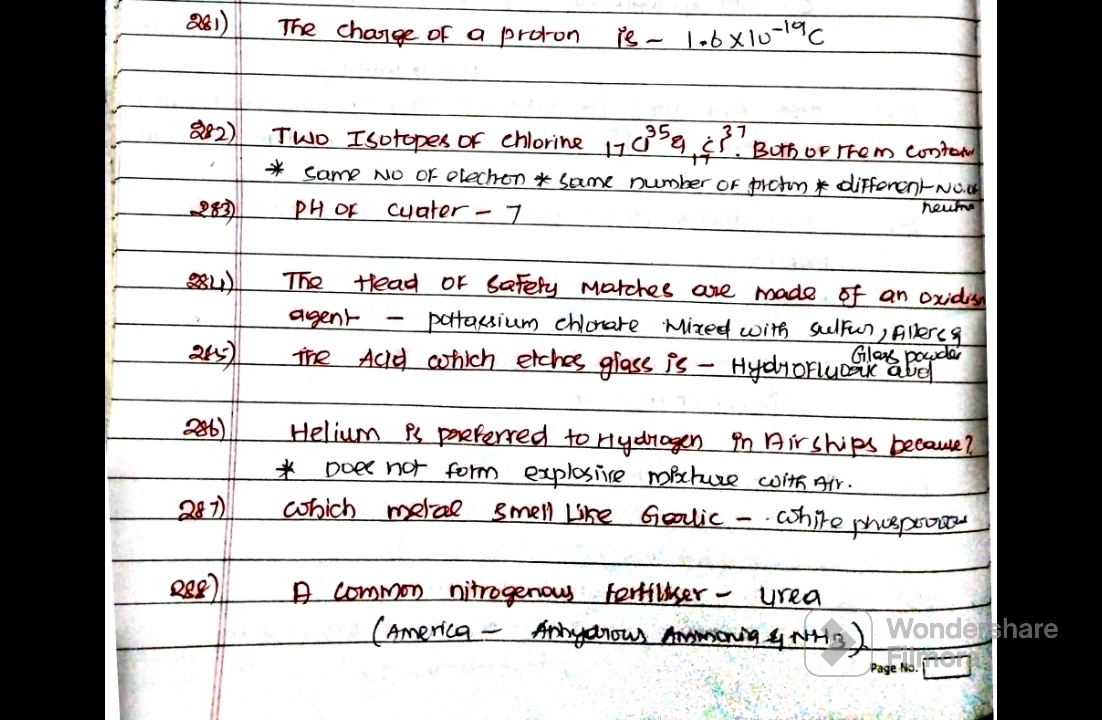 281) The charge of a proton is - 1.6 x 10⁻¹⁹C
282) Two Isotopes of chlorine ₁₇Cl³⁵ & ₁₇Cl³⁷. Both of them contain
* same No of electron * same number of proton * different No. of
neutron
283) PH of water - 7
284) The Head of safety Matches are made of an oxidising
agent - pottassium chlorate Mixed with sulfur, fillers &
Glass powder
285) the Acid which etches glass is - Hydrofluoric acid
286) Helium is preferred to Hydrogen in Airships because?
* Does not form explosive mixture with Air.
287) which metal smell Like Garlic - white
288) A common nitrogenous fertiliser - urea
(America - Anhydrous Ammonia & NH3)
Wondershare
Filmora
Page No.